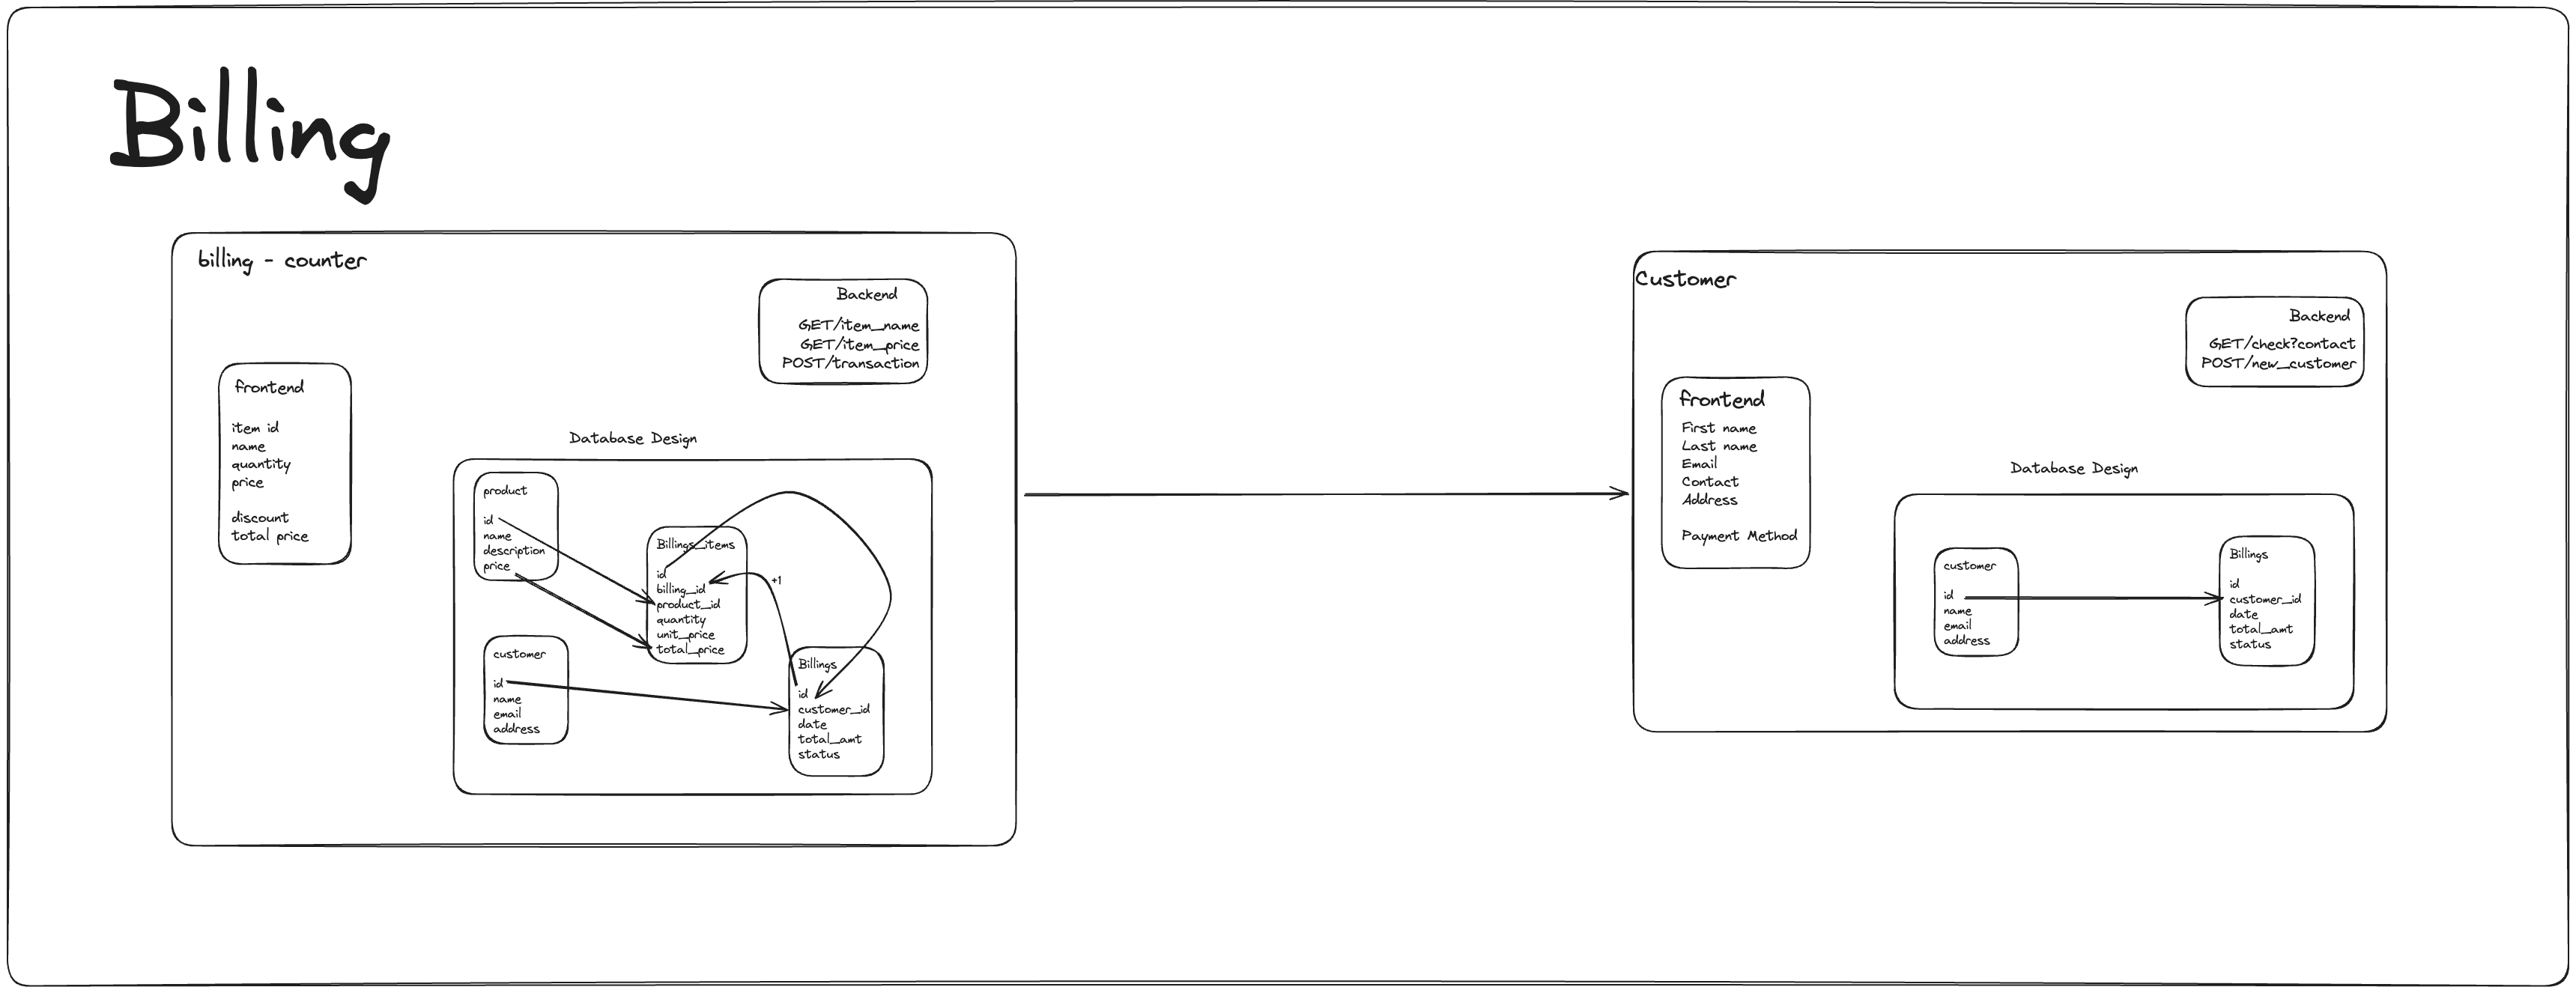 Billing
billing - counter
Backend
GET/item_name
GET/item_price
POST/transaction
frontend
item id
name
quantity
price
discount
total price
Database Design
product
id
name
description
price
Billings_items
id
billing_id
product_id
quantity
unit_price
total_price
+1
customer
id
name
email
address
Billings
id
customer_id
date
total_amt
status
Customer
Backend
GET/check?contact
POST/new_customer
frontend
First name
Last name
Email
Contact
Address
Payment Method
Database Design
customer
id
name
email
address
Billings
id
customer_id
date
total_amt
status